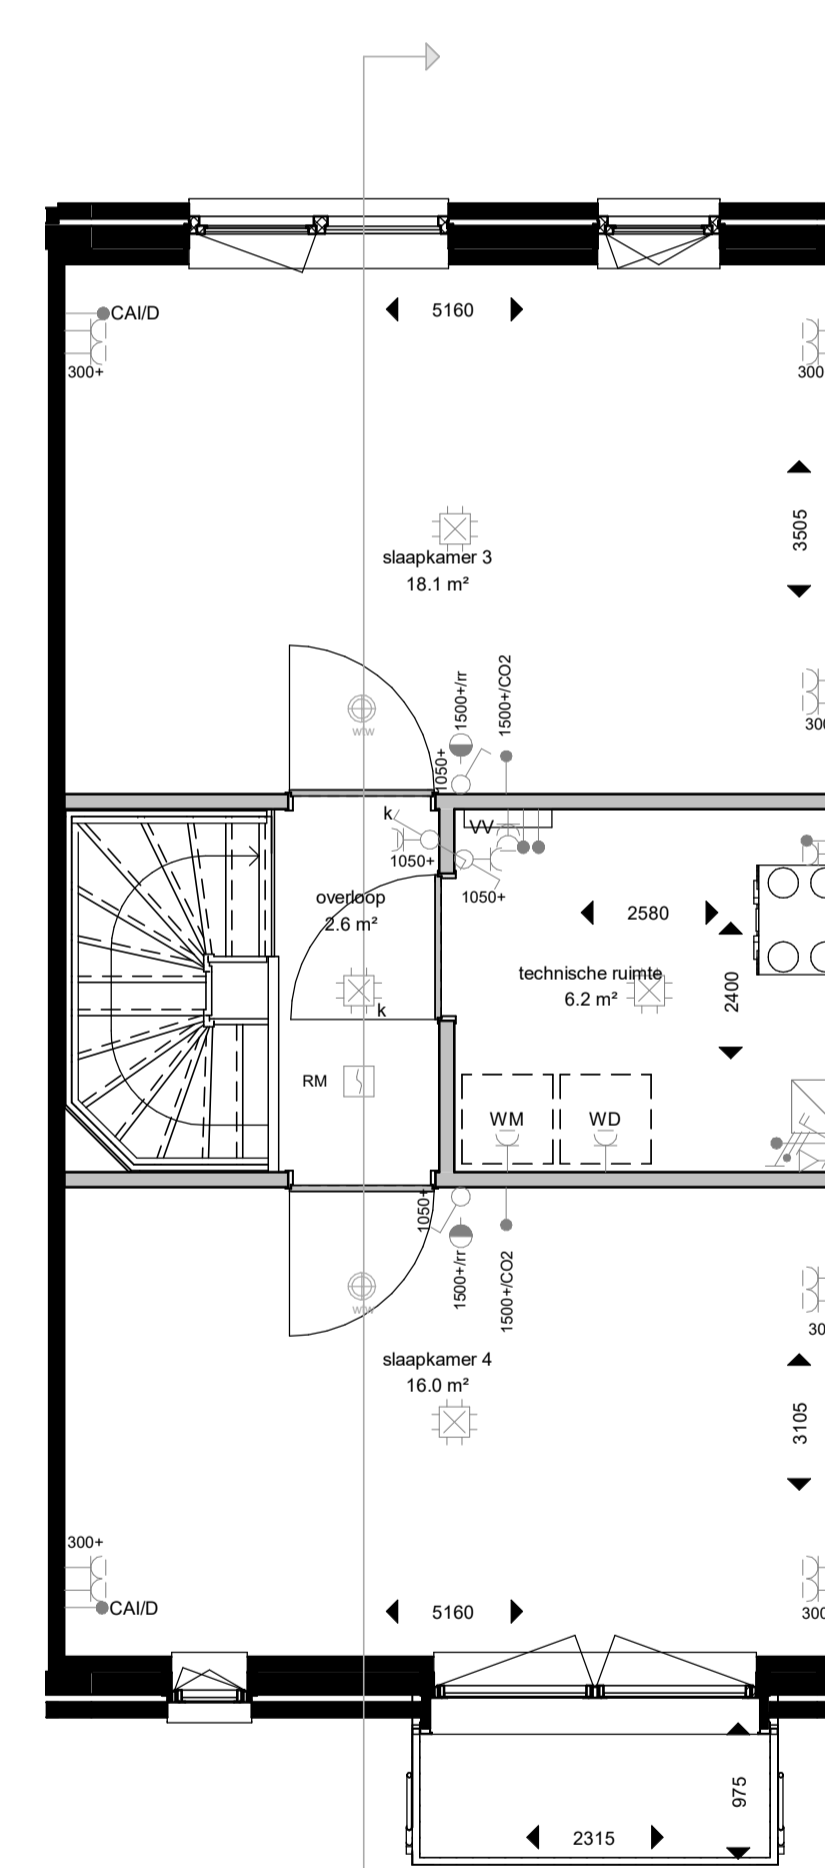 5160
CAI/D
300+
300
3505
slaapkamer 3
18.1 m²
1500+/rr
1500+/CO2
300
wtw
1050+
k
VV
1050+
1050+
overloop
2.6 m²
2580
technische ruimte
6.2 m²
2400
k
RM
WM
WD
1050+
1500+/rr
1500+/CO2
wtw
30
slaapkamer 4
16.0 m²
3105
300+
CAI/D
5160
300
975
2315